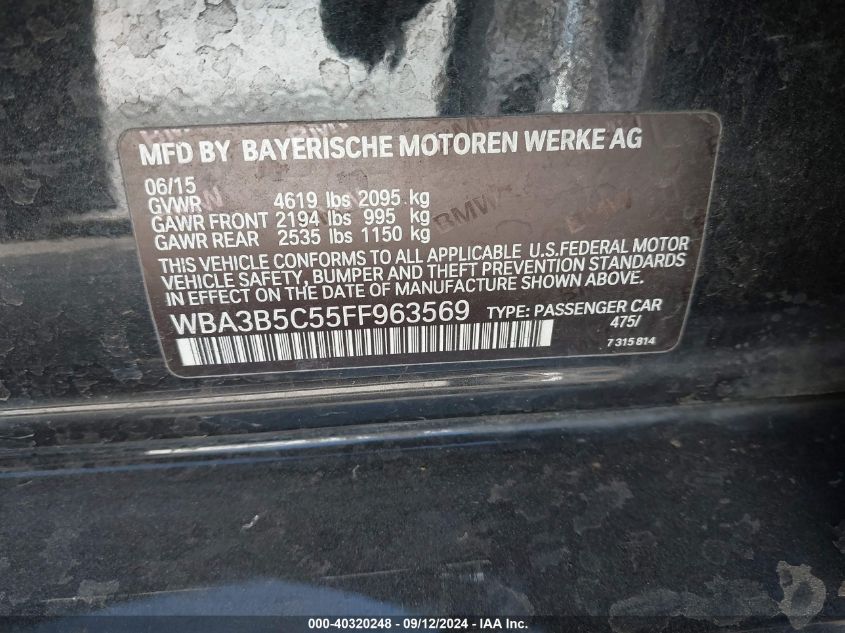 MFD BY BAYERISCHE MOTOREN WERKE AG
06/15
GVWR 4619 lbs 2095 kg
GAWR FRONT 2194 lbs 995 kg
GAWR REAR 2535 lbs 1150 kg
THIS VEHICLE CONFORMS TO ALL APPLICABLE U.S.FEDERAL MOTOR
VEHICLE SAFETY, BUMPER AND THEFT PREVENTION STANDARDS
IN EFFECT ON THE DATE OF MANUFACTURE SHOWN ABOVE.
WBA3B5C55FF963569 TYPE: PASSENGER CAR
475/
7 315 814
BMW
BMW
000-40320248 - 09/12/2024 - IAA Inc.